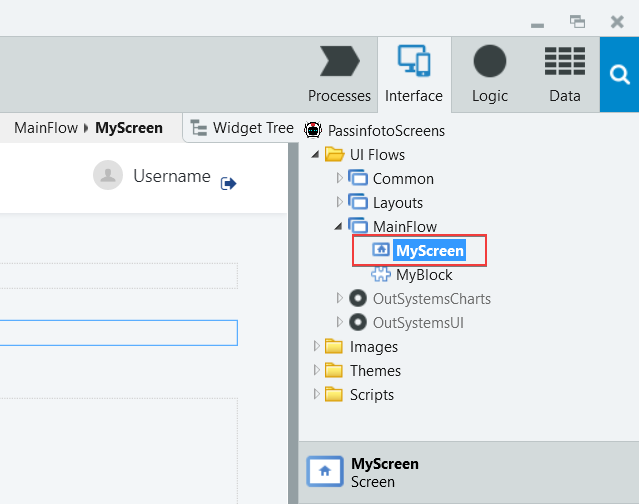 Processes
Interface
Logic
Data
MainFlow
MyScreen
Widget Tree
PassinfotoScreens
Username
UI Flows
Common
Layouts
MainFlow
MyScreen
MyBlock
OutSystemsCharts
OutSystemsUI
Images
Themes
Scripts
MyScreen
Screen